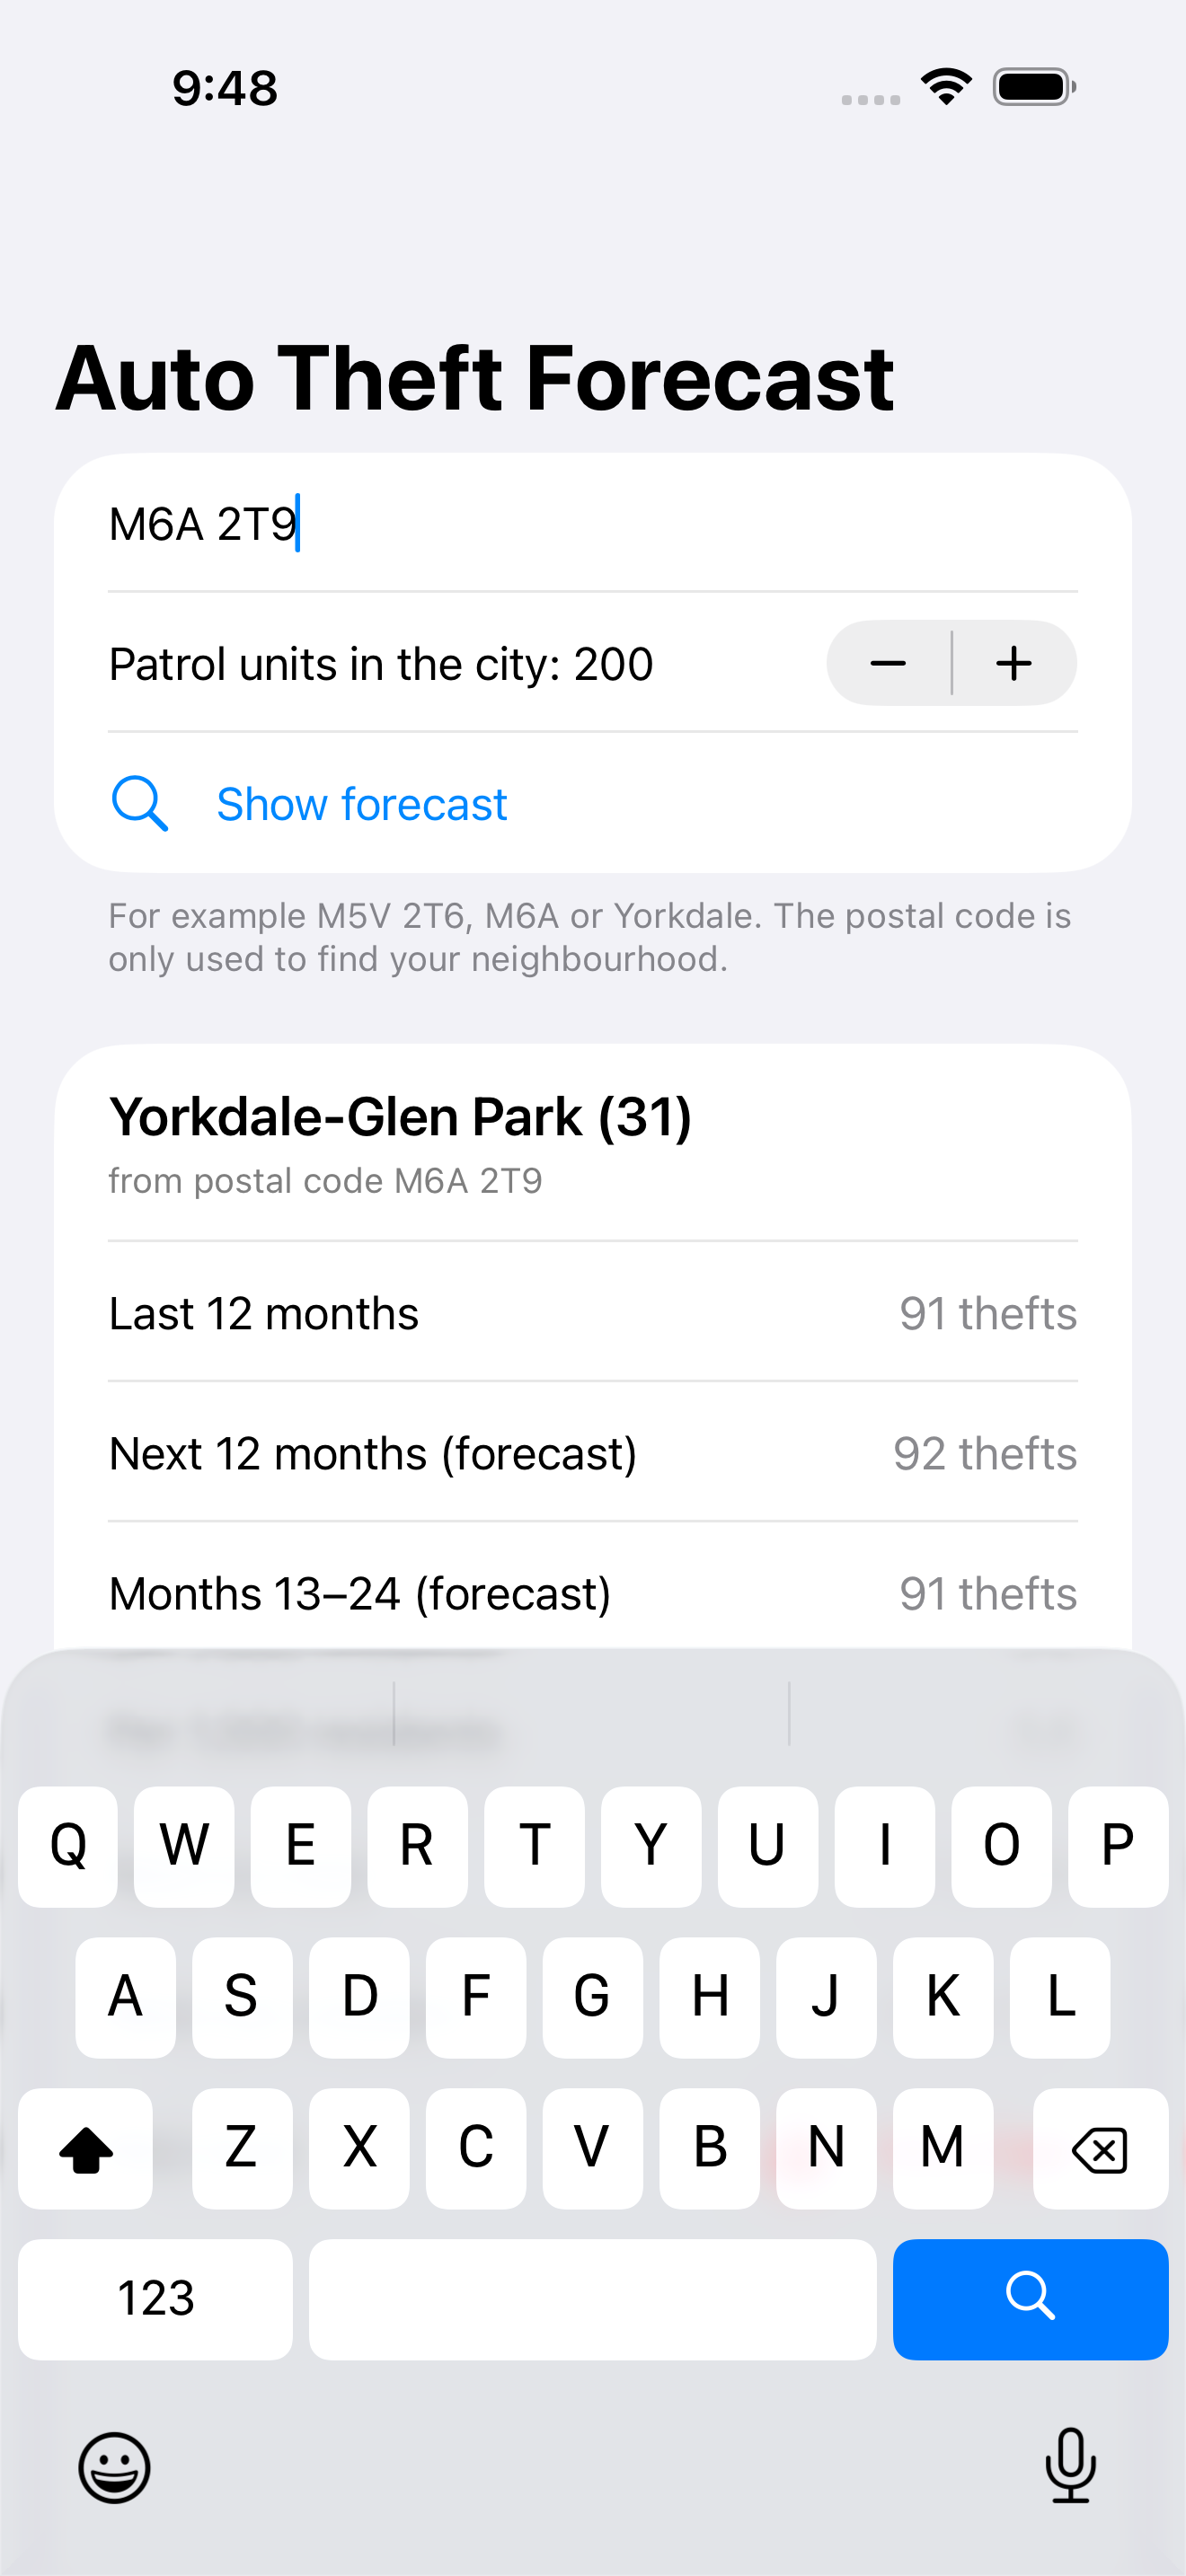 9:48
Auto Theft Forecast
M6A 2T9
Patrol units in the city: 200
Show forecast
For example M5V 2T6, M6A or Yorkdale. The postal code is
only used to find your neighbourhood.
Yorkdale-Glen Park (31)
from postal code M6A 2T9
Last 12 months 91 thefts
Next 12 months (forecast) 92 thefts
Months 13–24 (forecast) 91 thefts
Q W E R T Y U I O P
A S D F G H J K L
Z X C V B N M
123